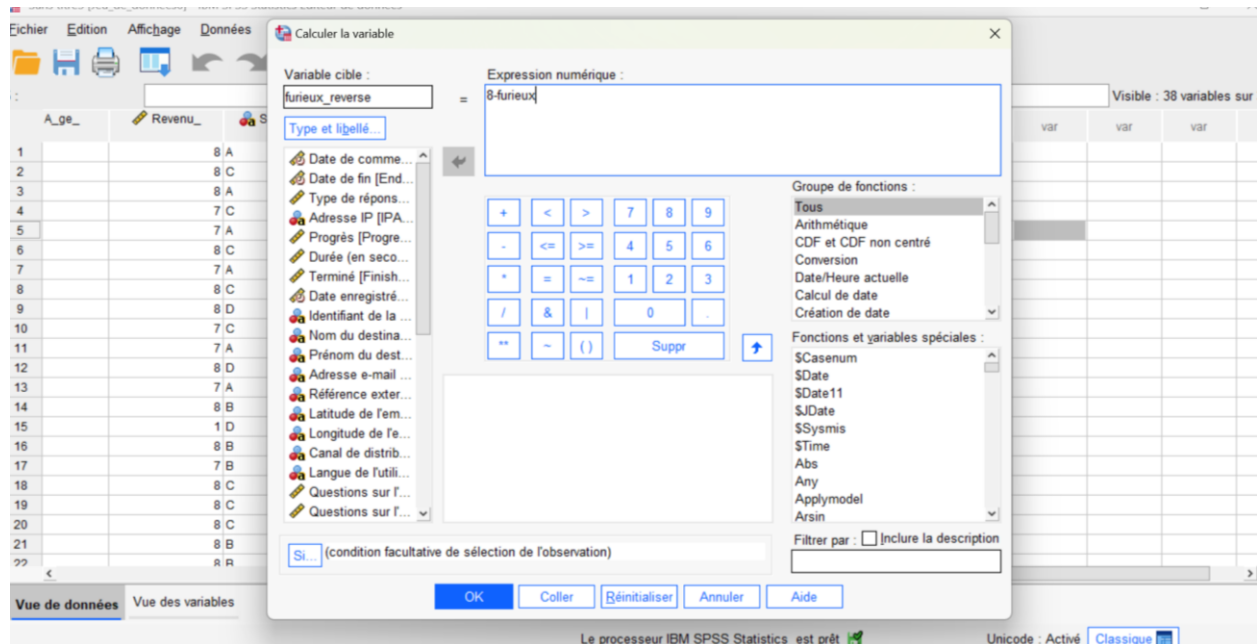 Fichier Edition Affichage Données
Calculer la variable
Variable cible :
furieux_reverse
=
Expression numérique :
8-furieux
Type et libellé...
Visible : 38 variables sur
A_ge_ Revenu_ S
var var var
1 8 A
2 8 C
3 8 A
4 7 C
5 7 A
6 8 C
7 7 A
8 8 C
9 8 D
10 7 C
11 7 A
12 8 D
13 7 A
14 8 B
15 1 D
16 8 B
17 7 B
18 8 C
19 8 C
20 8 C
21 8 B
22 8 B
Date de comme...
Date de fin [End...
Type de répons...
Adresse IP [IPA...
Progrès [Progre...
Durée (en seco...
Terminé [Finish...
Date enregistré...
Identifiant de la ...
Nom du destina...
Prénom du dest...
Adresse e-mail ...
Référence exter...
Latitude de l'em...
Longitude de l'e...
Canal de distrib...
Langue de l'utili...
Questions sur l'...
Questions sur l'...
+ < > 7 8 9
- <= >= 4 5 6
* = ~= 1 2 3
/ & | 0 .
** ~ ( ) Suppr
Groupe de fonctions :
Tous
Arithmétique
CDF et CDF non centré
Conversion
Date/Heure actuelle
Calcul de date
Création de date
Fonctions et variables spéciales :
$Casenum
$Date
$Date11
$JDate
$Sysmis
$Time
Abs
Any
Applymodel
Arsin
Filtrer par : Inclure la description
Si... (condition facultative de sélection de l'observation)
OK Coller Réinitialiser Annuler Aide
Vue de données Vue des variables
Le processeur IBM SPSS Statistics est prêt Unicode : Activé Classique